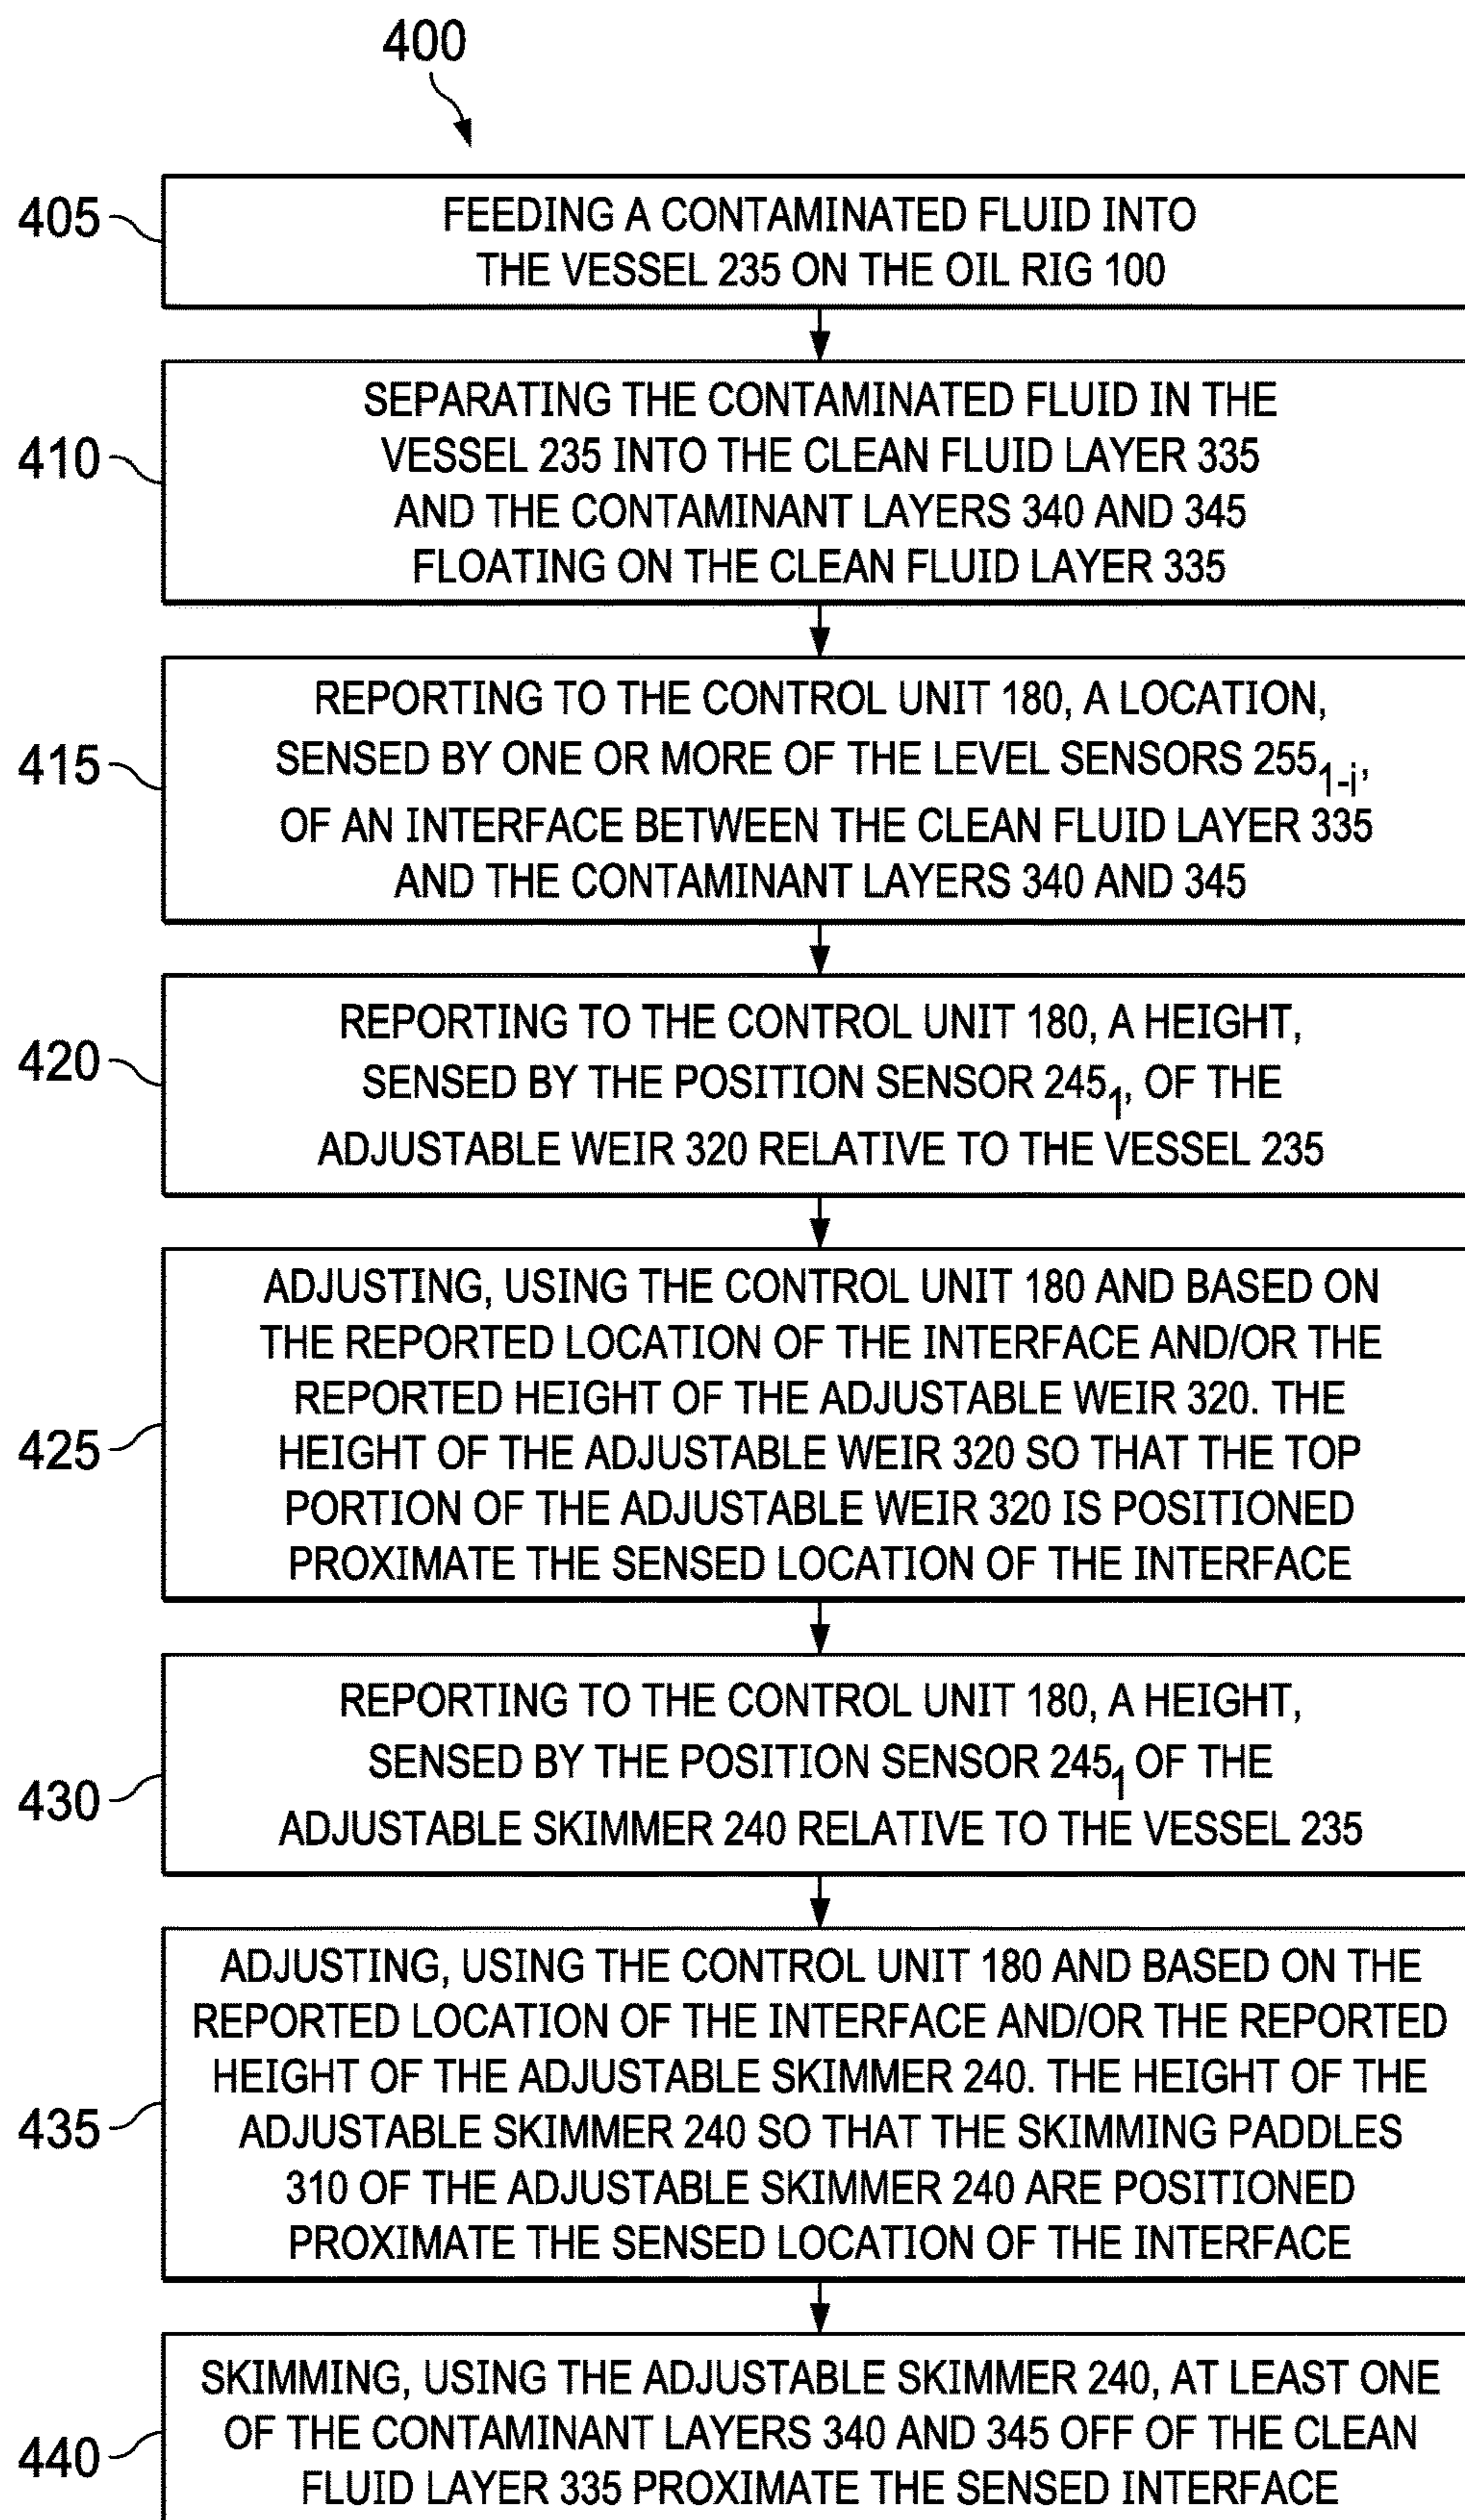 400
405
FEEDING A CONTAMINATED FLUID INTO
THE VESSEL 235 ON THE OIL RIG 100
410
SEPARATING THE CONTAMINATED FLUID IN THE
VESSEL 235 INTO THE CLEAN FLUID LAYER 335
AND THE CONTAMINANT LAYERS 340 AND 345
FLOATING ON THE CLEAN FLUID LAYER 335
415
REPORTING TO THE CONTROL UNIT 180, A LOCATION,
SENSED BY ONE OR MORE OF THE LEVEL SENSORS 255₁₋ᵢ,
OF AN INTERFACE BETWEEN THE CLEAN FLUID LAYER 335
AND THE CONTAMINANT LAYERS 340 AND 345
420
REPORTING TO THE CONTROL UNIT 180, A HEIGHT,
SENSED BY THE POSITION SENSOR 245₁, OF THE
ADJUSTABLE WEIR 320 RELATIVE TO THE VESSEL 235
425
ADJUSTING, USING THE CONTROL UNIT 180 AND BASED ON
THE REPORTED LOCATION OF THE INTERFACE AND/OR THE
REPORTED HEIGHT OF THE ADJUSTABLE WEIR 320. THE
HEIGHT OF THE ADJUSTABLE WEIR 320 SO THAT THE TOP
PORTION OF THE ADJUSTABLE WEIR 320 IS POSITIONED
PROXIMATE THE SENSED LOCATION OF THE INTERFACE
430
REPORTING TO THE CONTROL UNIT 180, A HEIGHT,
SENSED BY THE POSITION SENSOR 245₁ OF THE
ADJUSTABLE SKIMMER 240 RELATIVE TO THE VESSEL 235
435
ADJUSTING, USING THE CONTROL UNIT 180 AND BASED ON THE
REPORTED LOCATION OF THE INTERFACE AND/OR THE REPORTED
HEIGHT OF THE ADJUSTABLE SKIMMER 240. THE HEIGHT OF THE
ADJUSTABLE SKIMMER 240 SO THAT THE SKIMMING PADDLES
310 OF THE ADJUSTABLE SKIMMER 240 ARE POSITIONED
PROXIMATE THE SENSED LOCATION OF THE INTERFACE
440
SKIMMING, USING THE ADJUSTABLE SKIMMER 240, AT LEAST ONE
OF THE CONTAMINANT LAYERS 340 AND 345 OFF OF THE CLEAN
FLUID LAYER 335 PROXIMATE THE SENSED INTERFACE